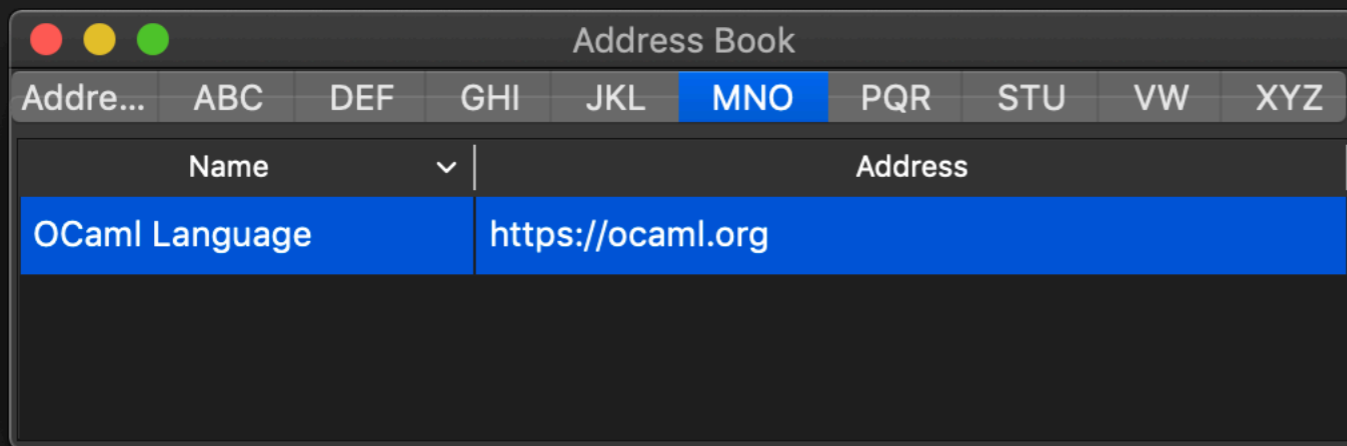 Address Book
Addre... ABC DEF GHI JKL MNO PQR STU VW XYZ
Name Address
OCaml Language https://ocaml.org